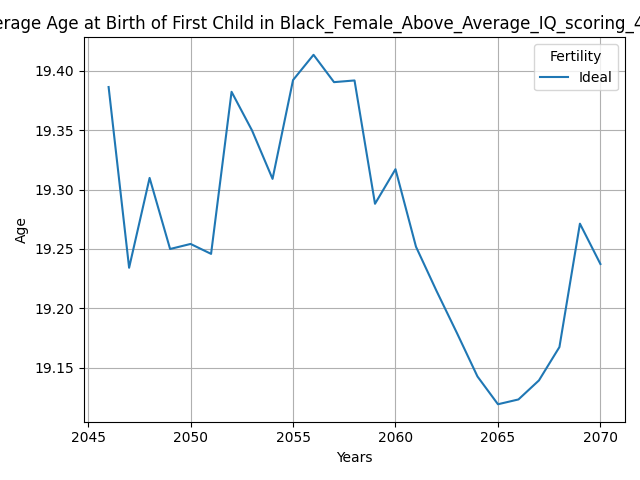 erage Age at Birth of First Child in Black_Female_Above_Average_IQ_scoring_4
Fertility
Ideal
19.40
19.35
19.30
19.25
19.20
19.15
Age
2045 2050 2055 2060 2065 2070
Years